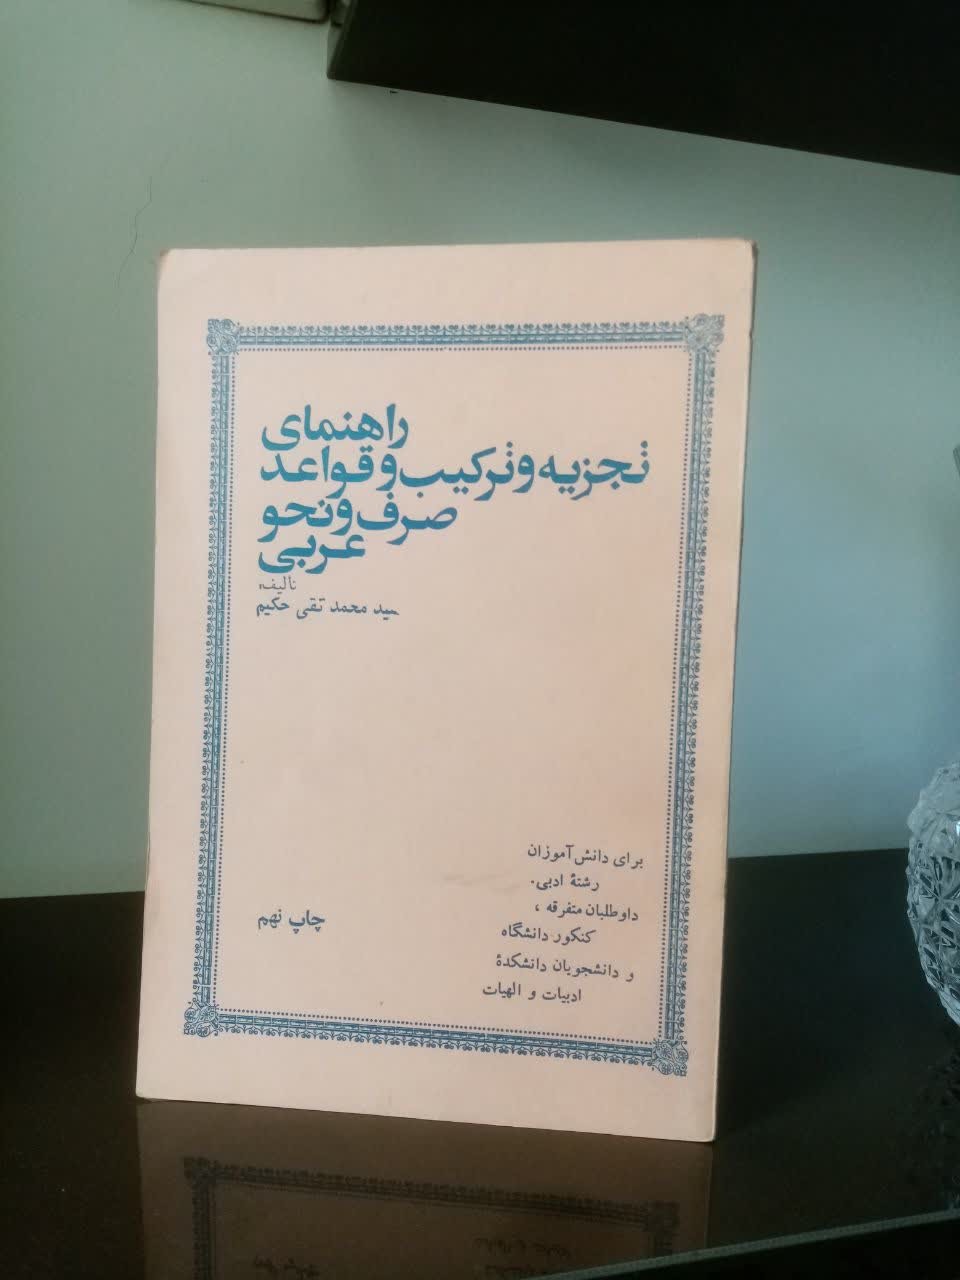 راهنمای
تجزیه و ترکیب و قواعد
صرف و نحو
عربی
تألیف:
سید محمد تقی حکیم
برای دانش‌آموزان
رشتهٔ ادبی.
داوطلبان متفرقه ،
کنکور دانشگاه
و دانشجویان دانشکدهٔ
ادبیات و الهیات
چاپ نهم